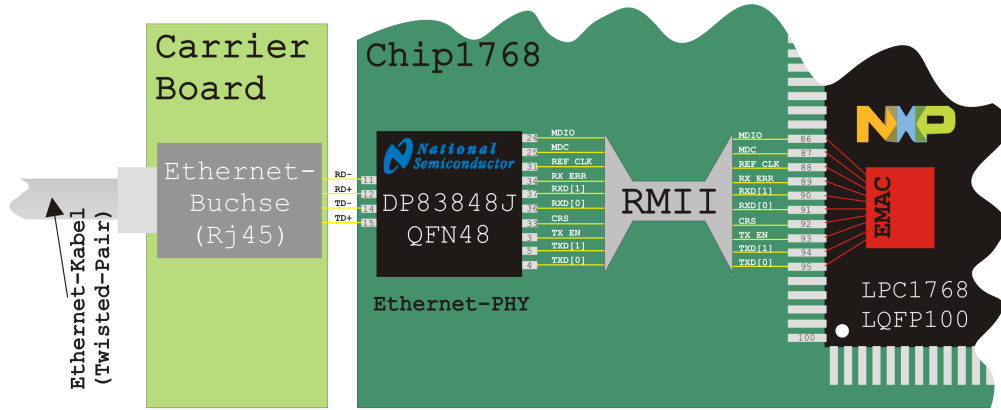 Carrier
Board
Chip1768
Ethernet-
Buchse
(Rj45)
Ethernet-Kabel
(Twisted-Pair)
RD- 11
RD+ 12
TD- 14
TD+ 15
National
Semiconductor
DP83848J
QFN48
Ethernet-PHY
24 MDIO
25 MDC
31 REF CLK
34 RX ERR
37 RXD[1]
36 RXD[0]
33 CRS
3 TX EN
5 TXD[1]
4 TXD[0]
RMII
MDIO 86
MDC 87
REF CLK 88
RX ERR 89
RXD[1] 90
RXD[0] 91
CRS 92
TX EN 93
TXD[1] 94
TXD[0] 95
100
NXP
EMAC
LPC1768
LQFP100